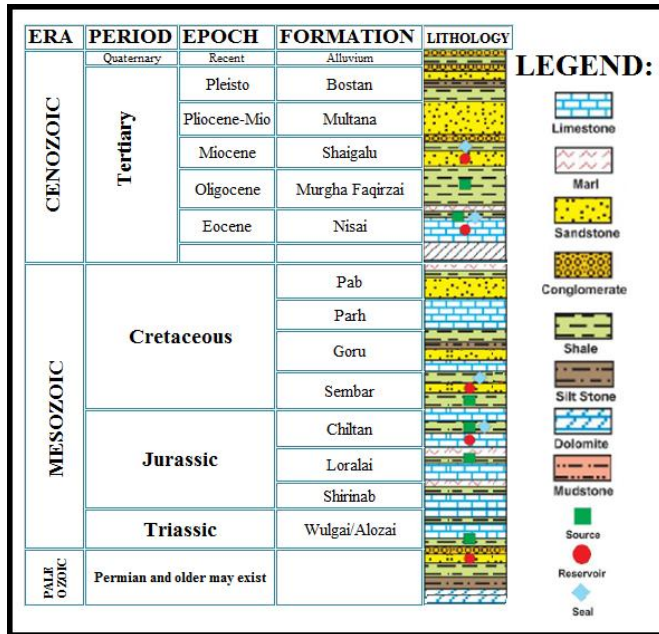 ERA PERIOD EPOCH FORMATION LITHOLOGY
Quaternary Recent Alluvium
CENOZOIC
Tertiary
Pleisto Bostan
Pliocene-Mio Multana
Miocene Shaigalu
Oligocene Murgha Faqirzai
Eocene Nisai
MESOZOIC
Cretaceous
Pab
Parh
Goru
Sembar
Jurassic
Chiltan
Loralai
Shirinab
Triassic Wulgai/Alozai
PALE
OZOIC
Permian and older may exist
LEGEND:
Limestone
Marl
Sandstone
Conglomerate
Shale
Silt Stone
Dolomite
Mudstone
Source
Reservoir
Seal